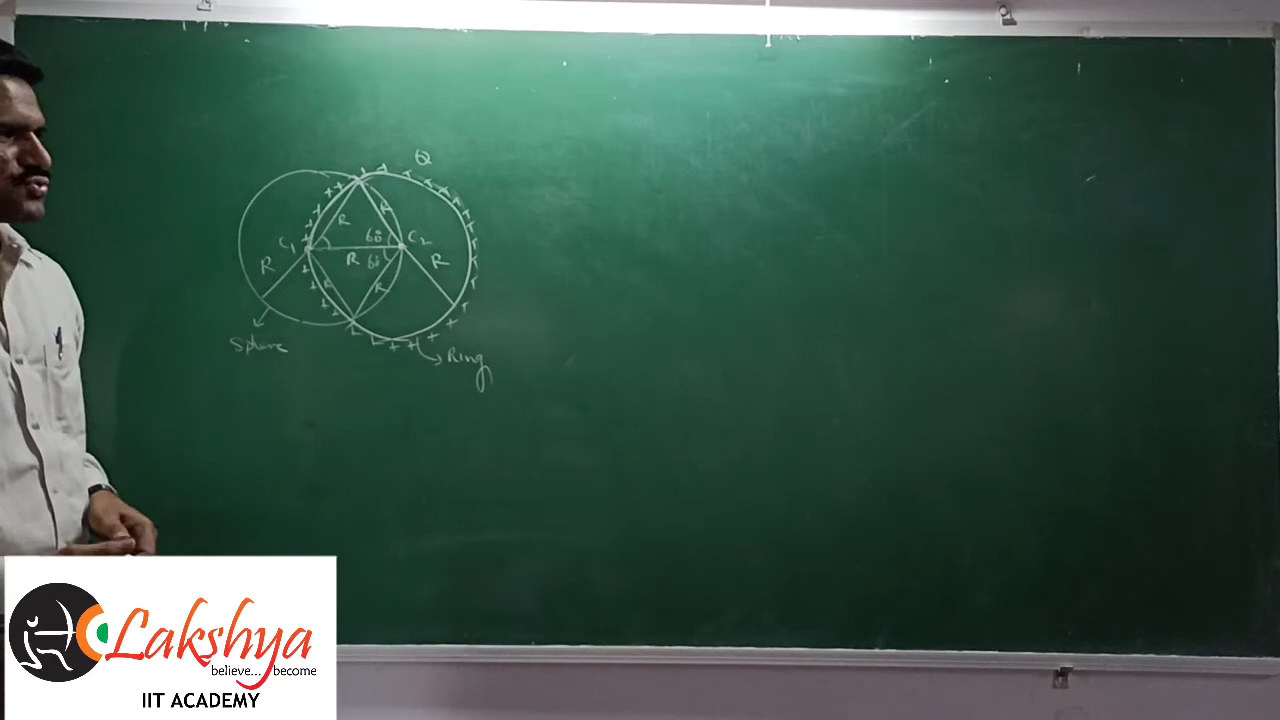 Q
R
R
C1
60°
C2
R
R
60°
R
R
R
Sphere
Ring
Lakshya
believe... become
IIT ACADEMY